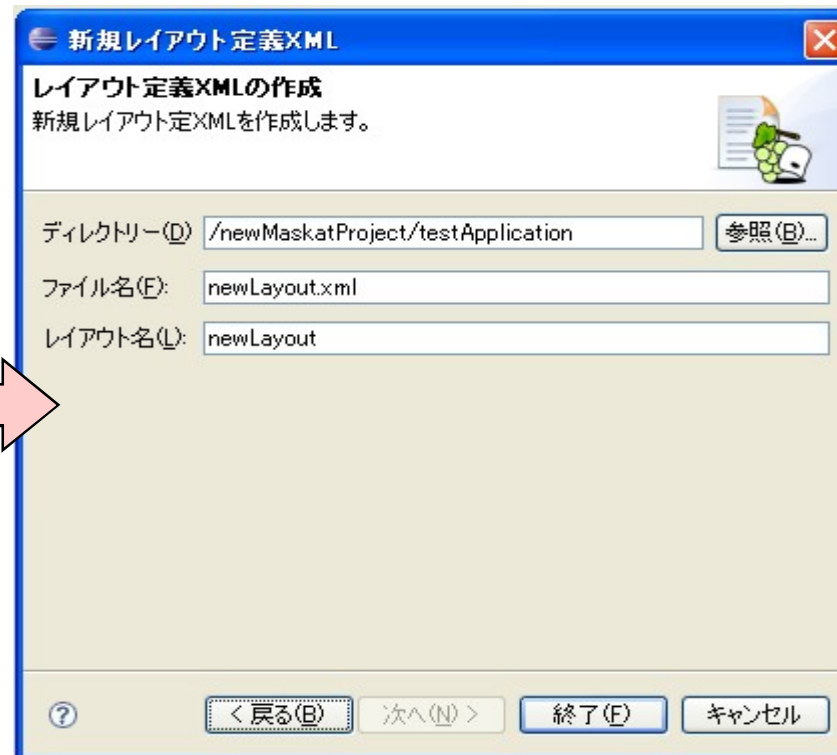 新規レイアウト定義XML
レイアウト定義XMLの作成
新規レイアウト定XMLを作成します。
ディレクトリー(D) /newMaskatProject/testApplication 参照(B)...
ファイル名(F): newLayout.xml
レイアウト名(L): newLayout
? < 戻る(B) 次へ(N) > 終了(F) キャンセル